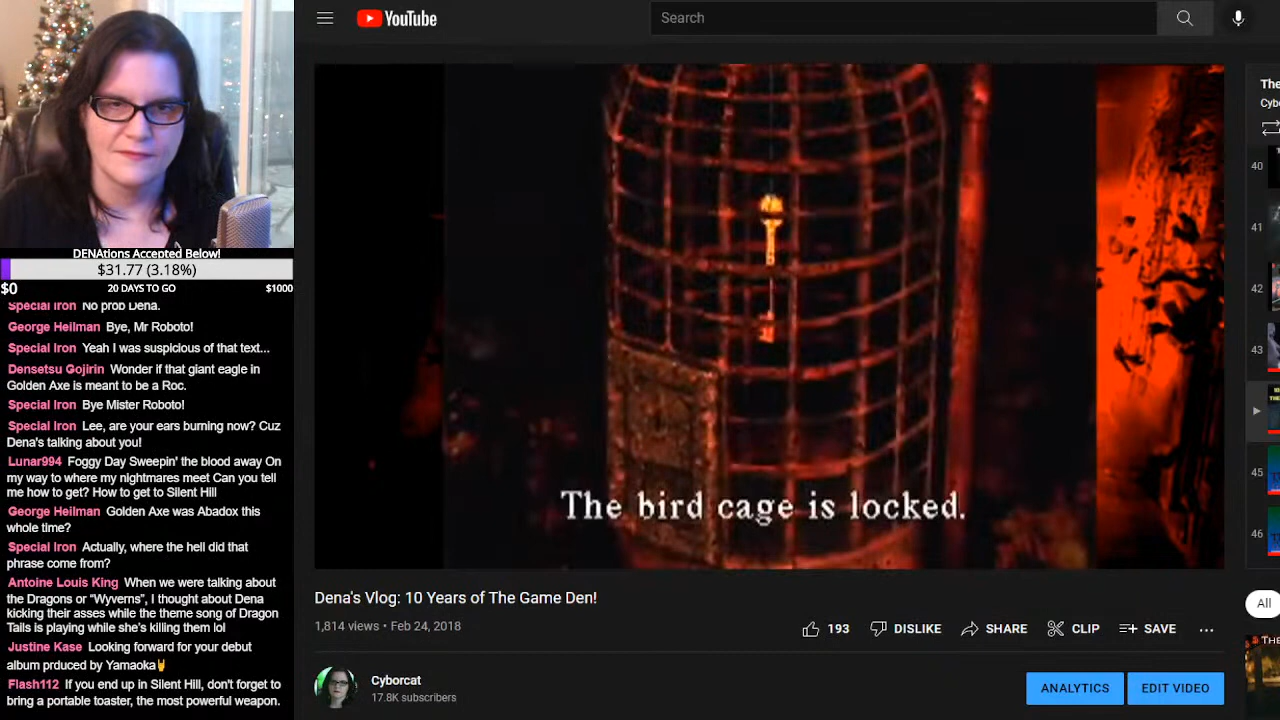 DENAtions Accepted Below!
$31.77 (3.18%)
$0 20 DAYS TO GO $1000
Special Iron No prob Dena.
George Heilman Bye, Mr Roboto!
Special Iron Yeah I was suspicious of that text...
Densetsu Gojirin Wonder if that giant eagle in
Golden Axe is meant to be a Roc.
Special Iron Bye Mister Roboto!
Special Iron Lee, are your ears burning now? Cuz
Dena's talking about you!
Lunar994 Foggy Day Sweepin' the blood away On
my way to where my nightmares meet Can you tell
me how to get? How to get to Silent Hill
George Heilman Golden Axe was Abadox this
whole time?
Special Iron Actually, where the hell did that
phrase come from?
Antoine Louis King When we were talking about
the Dragons or “Wyverns”, I thought about Dena
kicking their asses while the theme song of Dragon
Tails is playing while she’s killing them lol
Justine Kase Looking forward for your debut
album prduced by Yamaoka🤘
Flash112 If you end up in Silent Hill, don't forget to
bring a portable toaster, the most powerful weapon.
YouTube
Search
The bird cage is locked.
Dena's Vlog: 10 Years of The Game Den!
1,814 views • Feb 24, 2018
193 DISLIKE SHARE CLIP SAVE ...
Cyborcat
17.8K subscribers
ANALYTICS EDIT VIDEO
The
Cybo
40
41
42
43
45
46
All